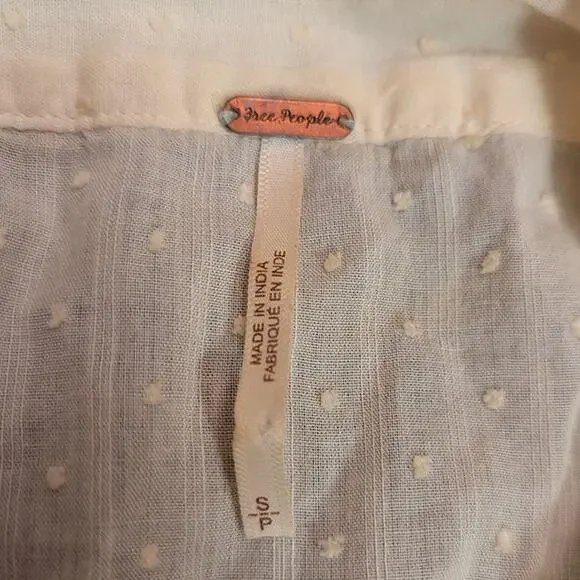 Free People
MADE IN INDIA
FABRIQUÉ EN INDE
S/P